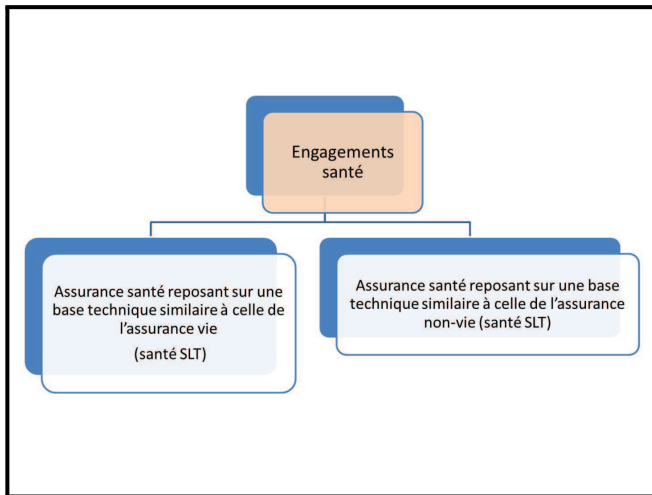 Engagements
santé
Assurance santé reposant sur une
base technique similaire à celle de
l’assurance vie
(santé SLT)
Assurance santé reposant sur une base
technique similaire à celle de l’assurance
non-vie (santé SLT)